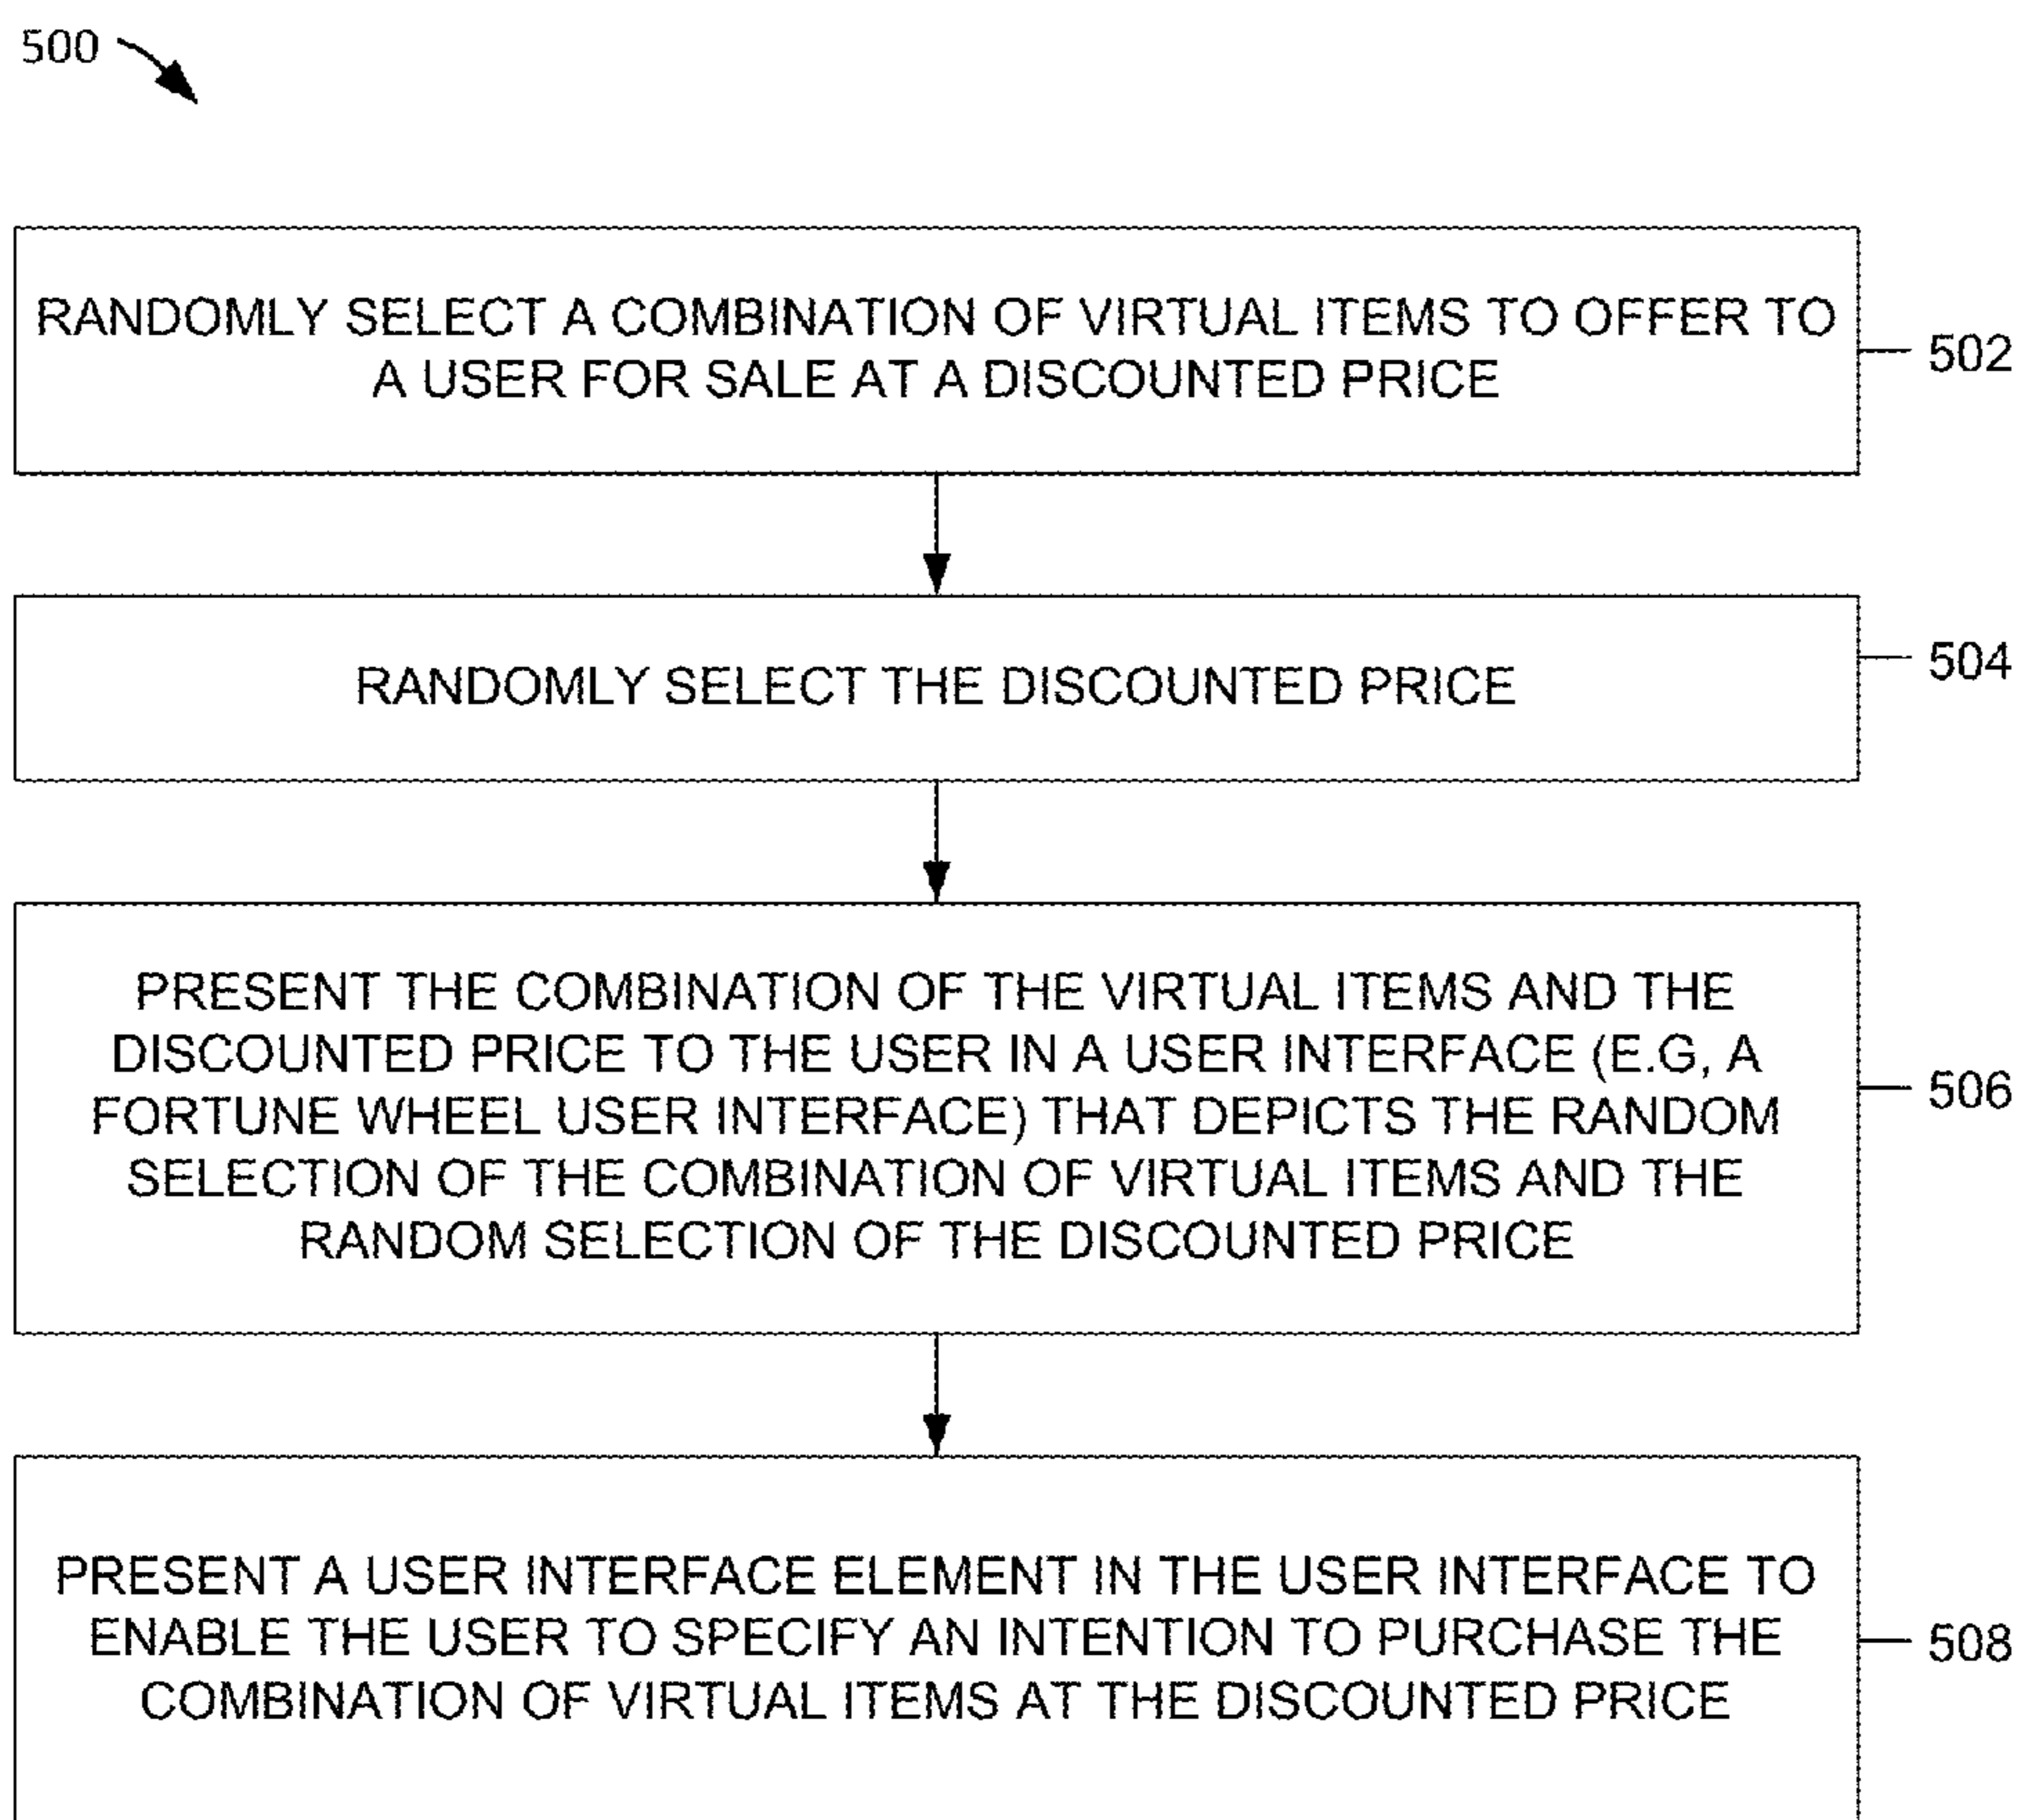 500
RANDOMLY SELECT A COMBINATION OF VIRTUAL ITEMS TO OFFER TO
A USER FOR SALE AT A DISCOUNTED PRICE
502
RANDOMLY SELECT THE DISCOUNTED PRICE
504
PRESENT THE COMBINATION OF THE VIRTUAL ITEMS AND THE
DISCOUNTED PRICE TO THE USER IN A USER INTERFACE (E.G, A
FORTUNE WHEEL USER INTERFACE) THAT DEPICTS THE RANDOM
SELECTION OF THE COMBINATION OF VIRTUAL ITEMS AND THE
RANDOM SELECTION OF THE DISCOUNTED PRICE
506
PRESENT A USER INTERFACE ELEMENT IN THE USER INTERFACE TO
ENABLE THE USER TO SPECIFY AN INTENTION TO PURCHASE THE
COMBINATION OF VIRTUAL ITEMS AT THE DISCOUNTED PRICE
508